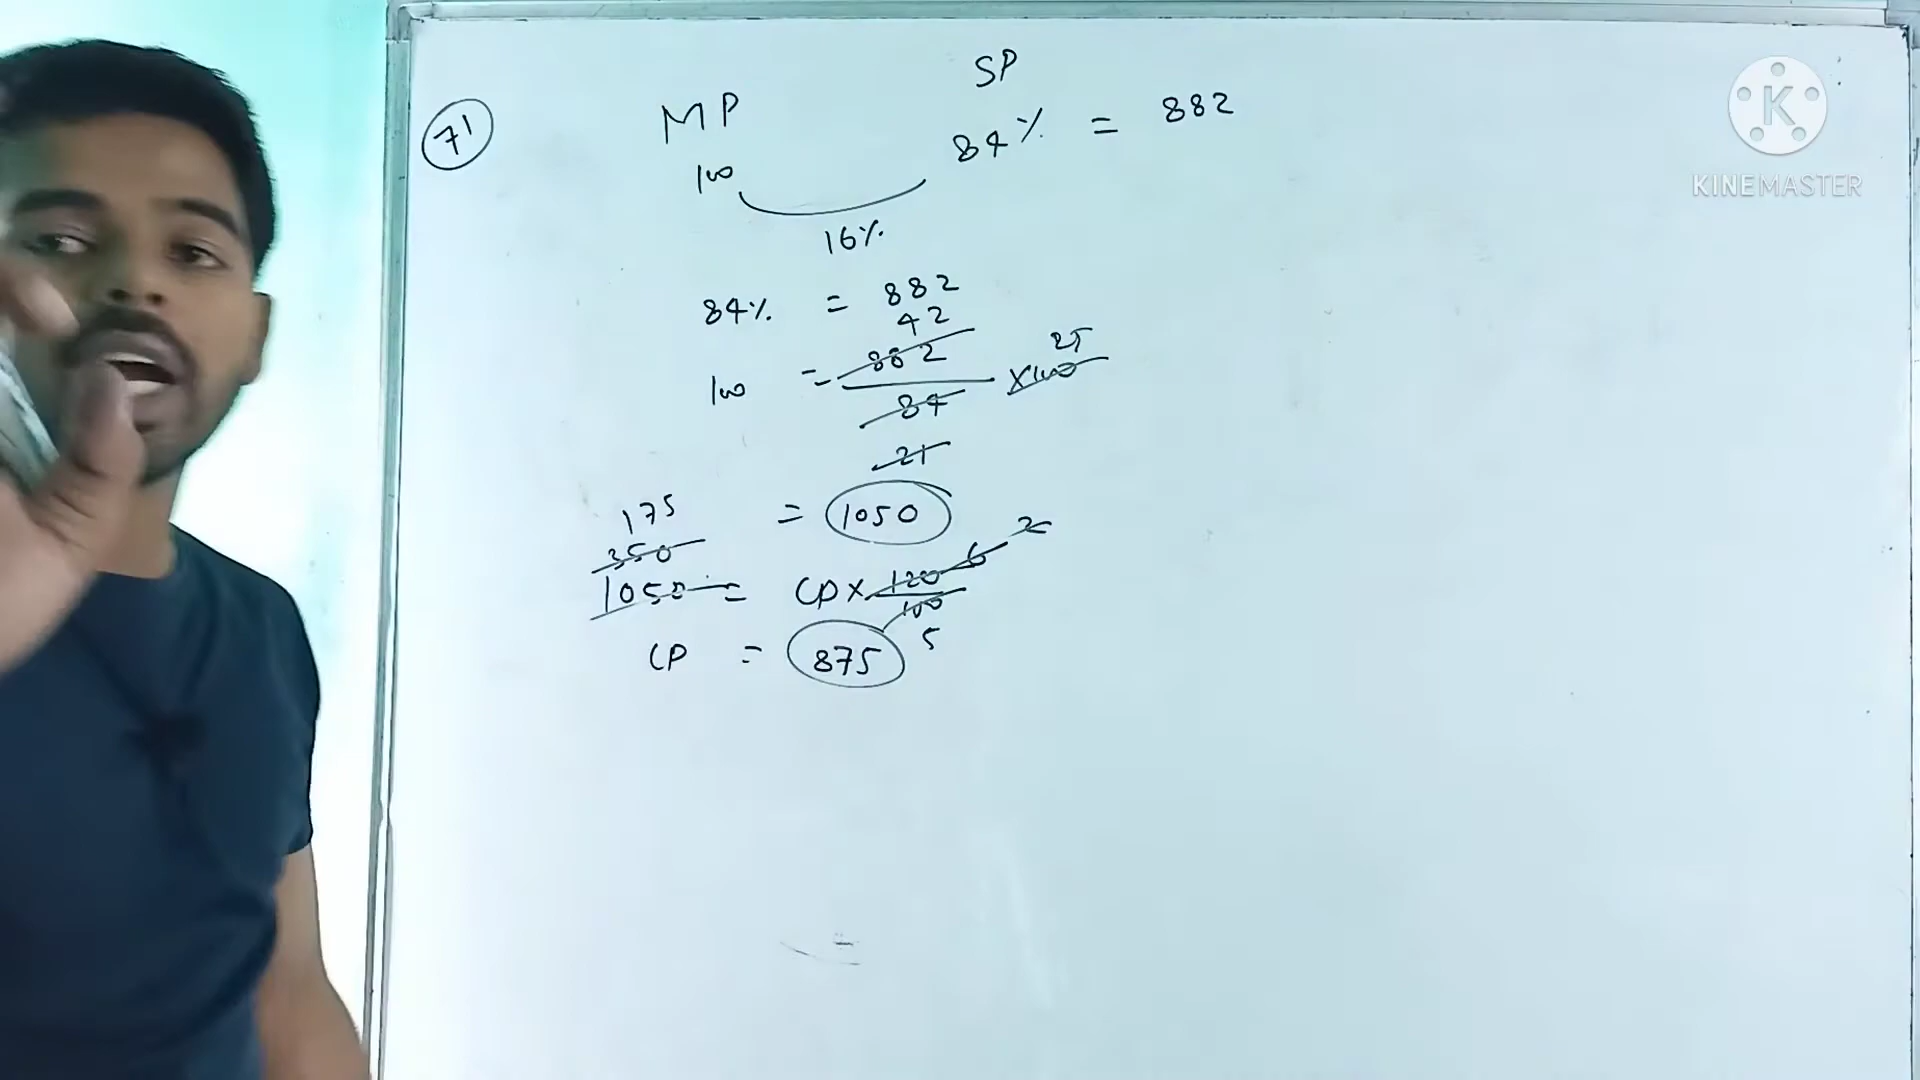 71
MP
SP
100
84% = 882
16%
84% = 882
42
100 = 882 × 100
25
84
21
= 1050
175
350
1050 = CP × 120
6
2
100
5
CP = 875
K
KINEMASTER